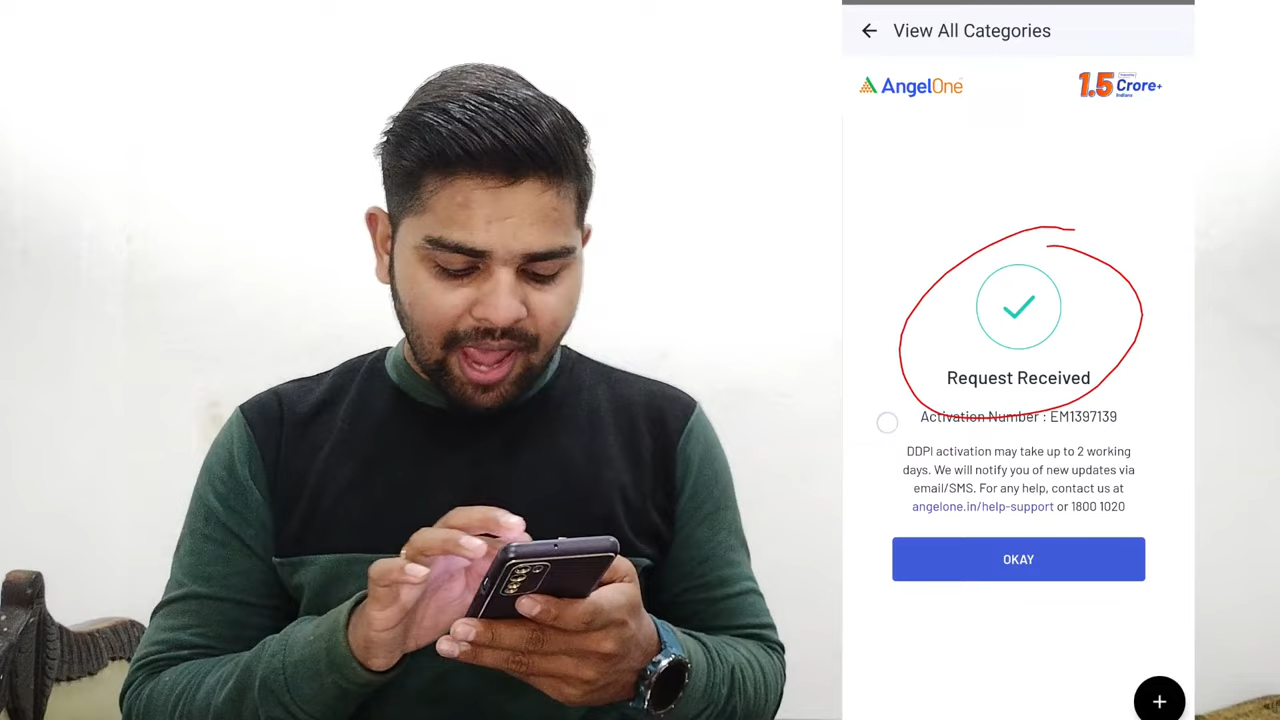 View All Categories
AngelOne
1.5 Crore+
Indians
Request Received
Activation Number : EM1397139
DDPI activation may take up to 2 working
days. We will notify you of new updates via
email/SMS. For any help, contact us at
angelone.in/help-support or 1800 1020
OKAY